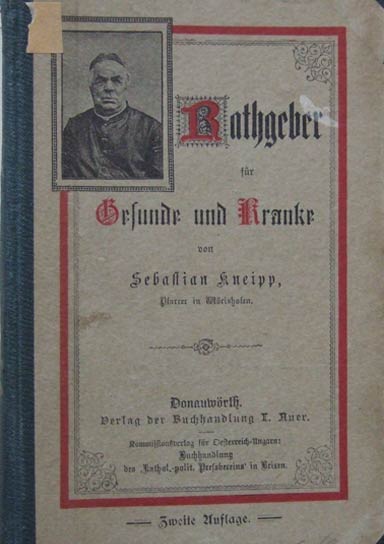 Rathgeber
für
Gesunde und Kranke
von
Sebastian Kneipp,
Pfarrer in Wörishofen.
Donauwörth.
Verlag der Buchhandlung L. Auer.
Kommissionsverlag für Oesterreich-Ungarn:
Buchhandlung
des „Kathol.-polit. Pressvereins“ in Brixen.
— Zweite Auflage. —